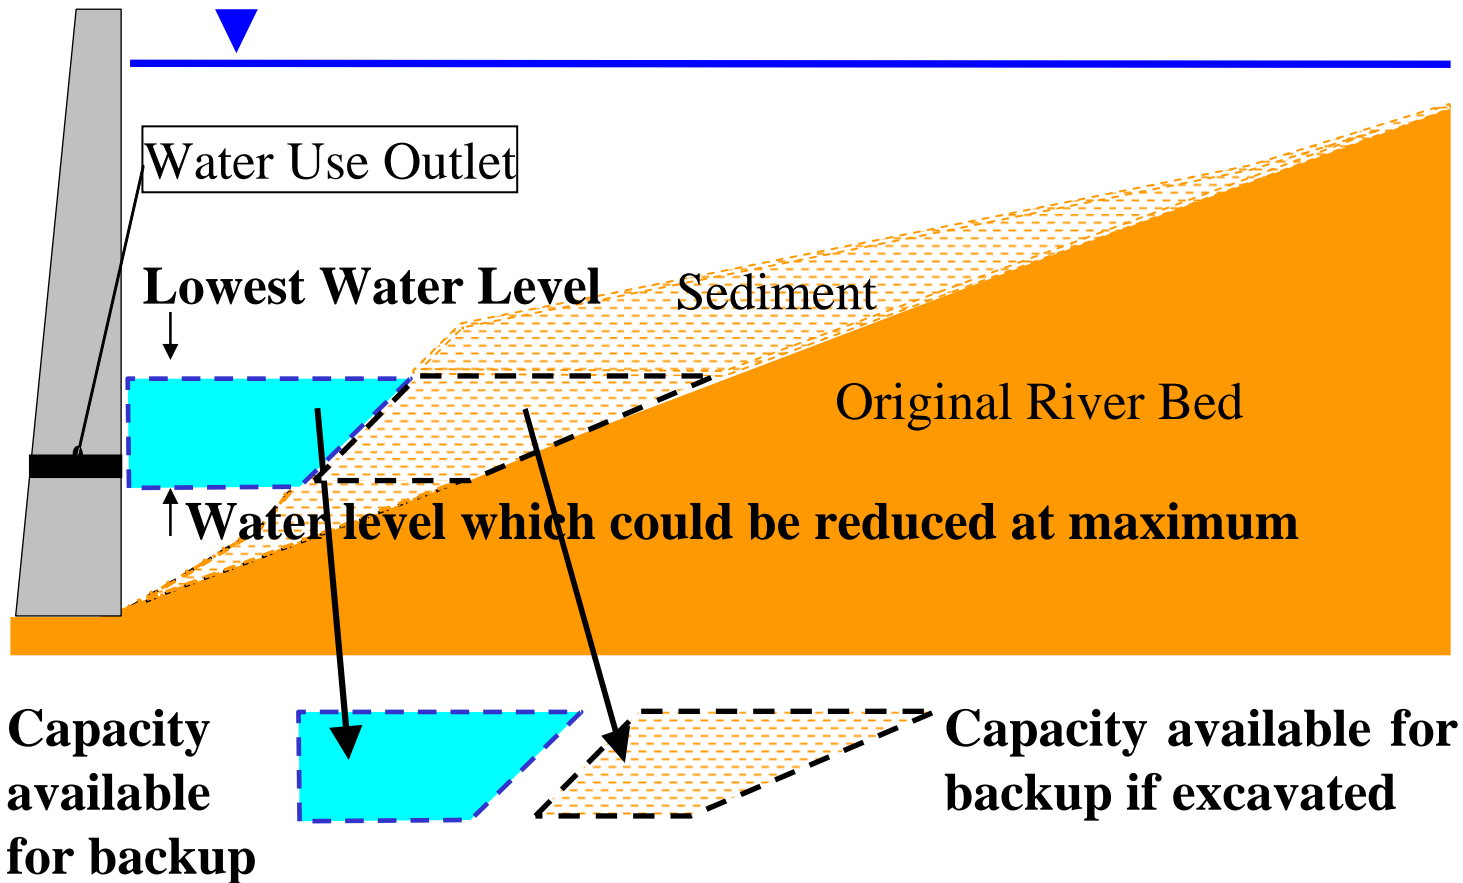 Water Use Outlet
Lowest Water Level
Sediment
Original River Bed
Water level which could be reduced at maximum
Capacity
available
for backup
Capacity available for
backup if excavated